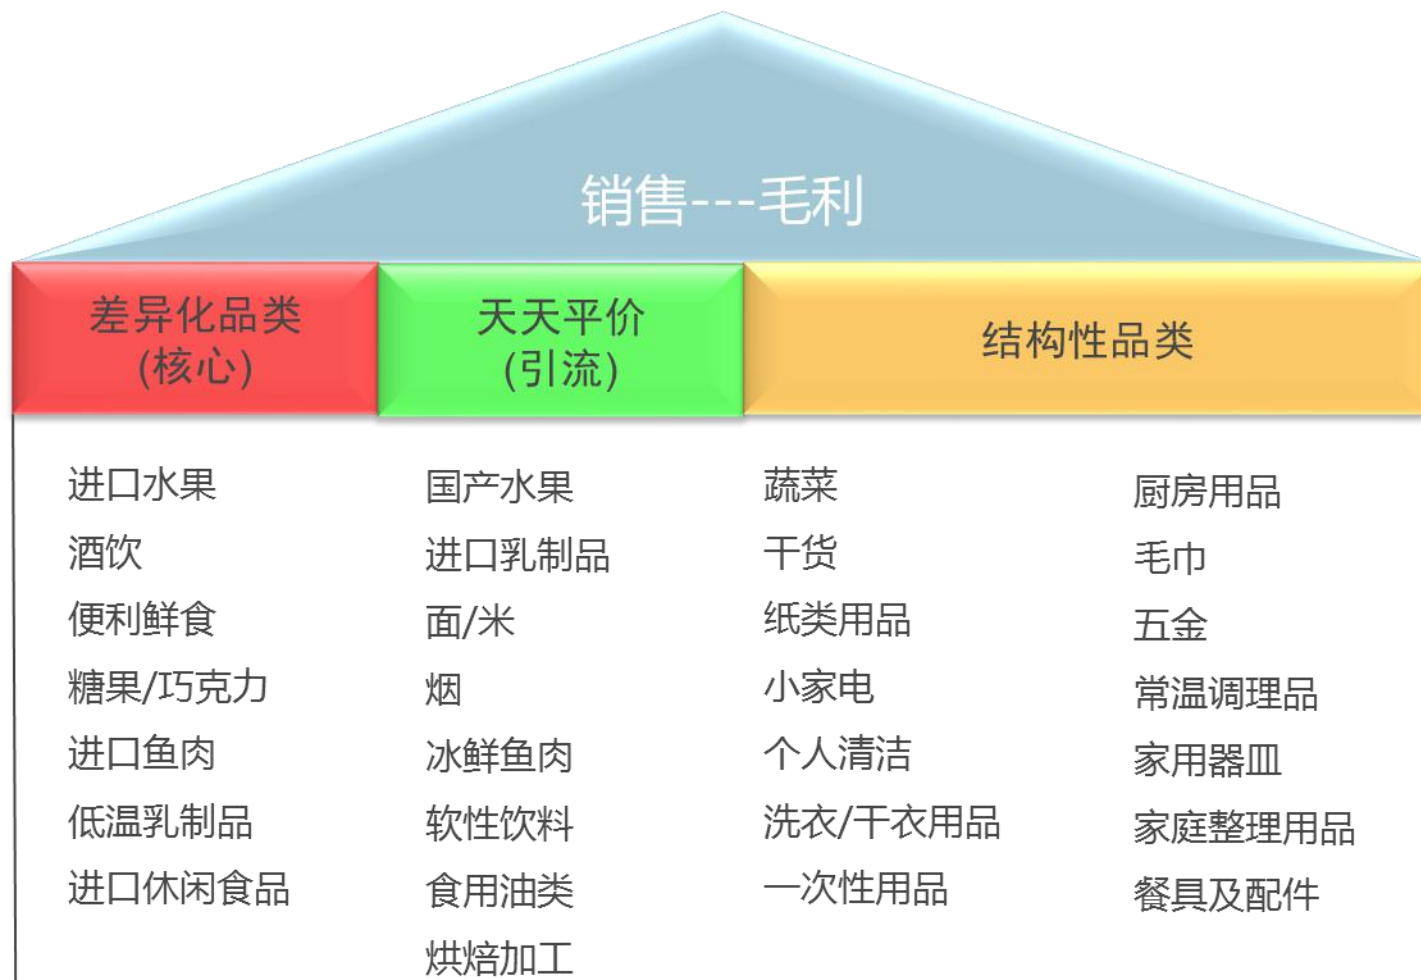 销售---毛利
差异化品类
(核心)
天天平价
(引流)
结构性品类
进口水果
酒饮
便利鲜食
糖果/巧克力
进口鱼肉
低温乳制品
进口休闲食品
国产水果
进口乳制品
面/米
烟
冰鲜鱼肉
软性饮料
食用油类
烘焙加工
蔬菜
干货
纸类用品
小家电
个人清洁
洗衣/干衣用品
一次性用品
厨房用品
毛巾
五金
常温调理品
家用器皿
家庭整理用品
餐具及配件